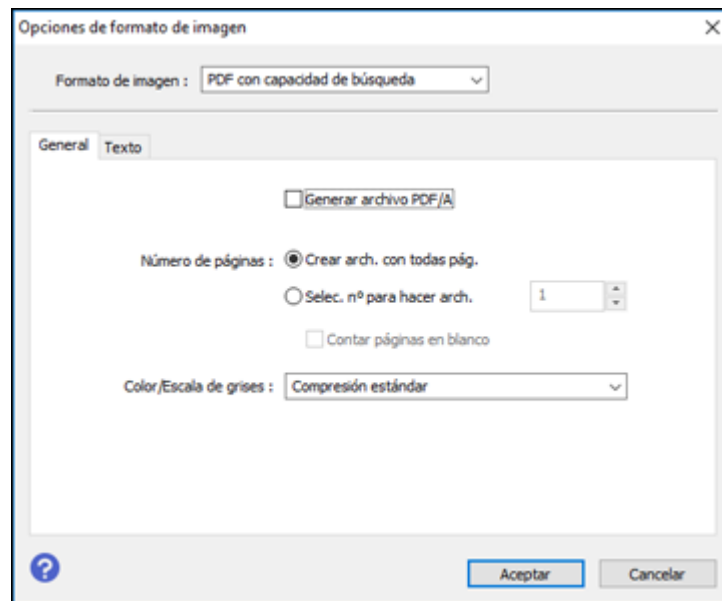 Opciones de formato de imagen
Formato de imagen : PDF con capacidad de búsqueda
General Texto
Generar archivo PDF/A
Número de páginas : Crear arch. con todas pág.
Selec. nº para hacer arch. 1
Contar páginas en blanco
Color/Escala de grises : Compresión estándar
? Aceptar Cancelar